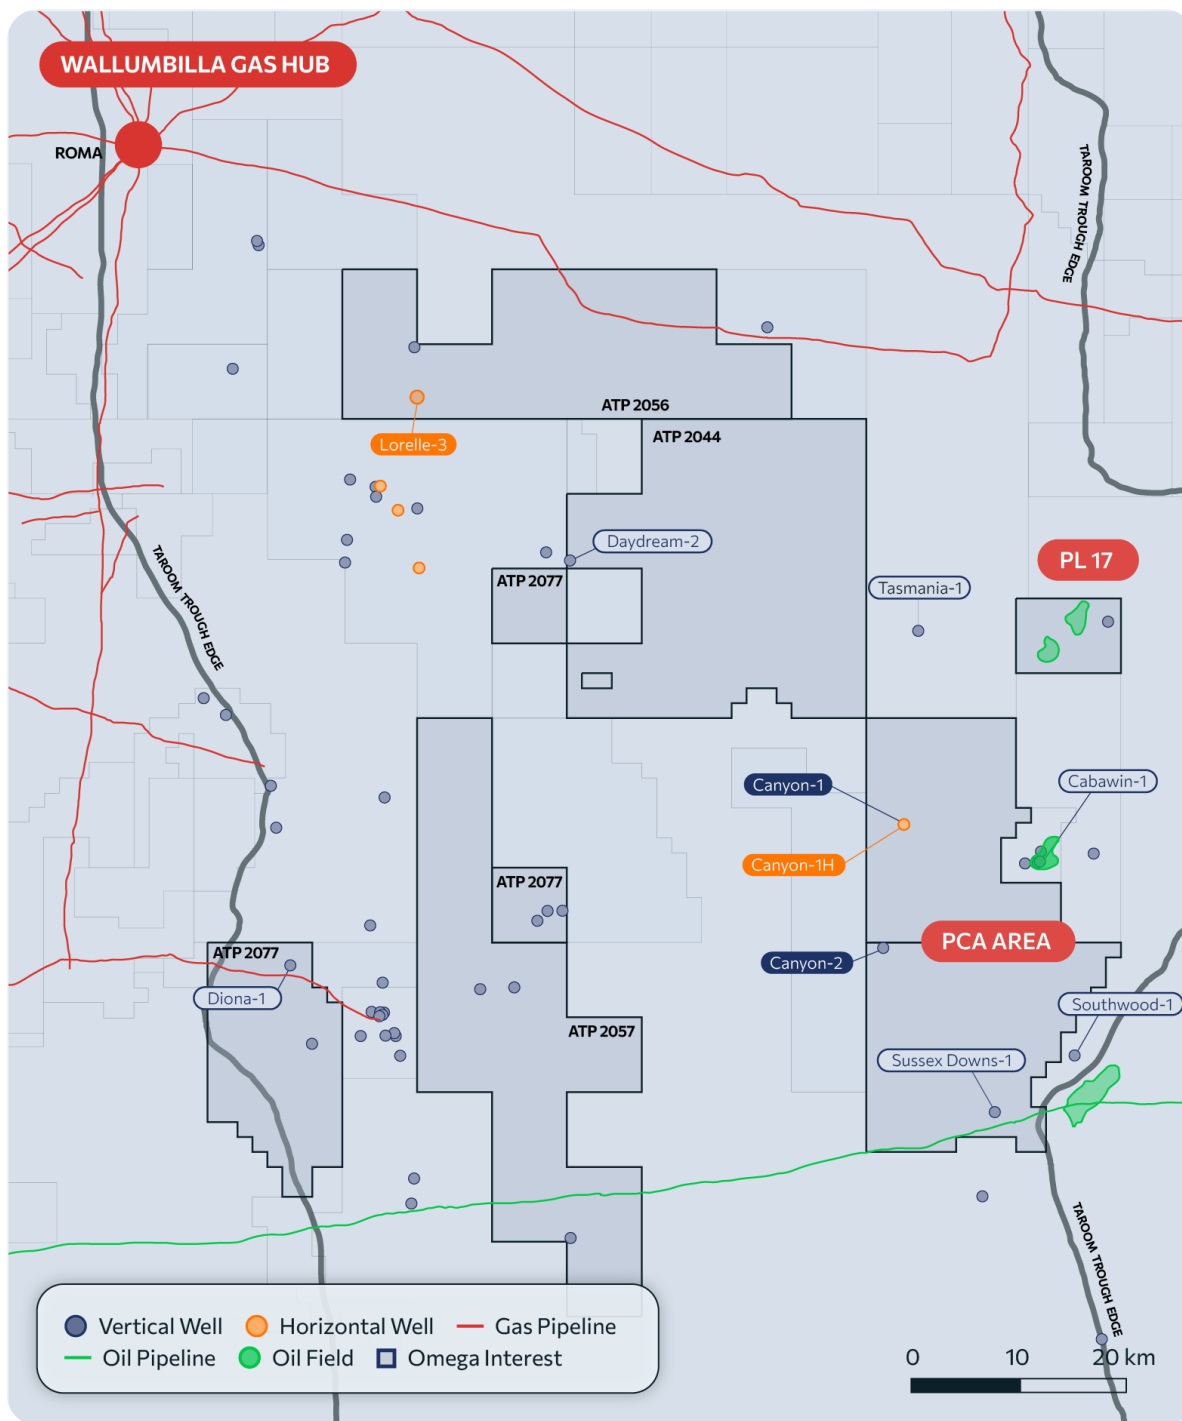 WALLUMBILLA GAS HUB
ROMA
TAROOM TROUGH EDGE
ATP 2056
ATP 2044
Lorelle-3
Daydream-2
ATP 2077
PL 17
Tasmania-1
TAROOM TROUGH EDGE
Canyon-1
Cabawin-1
Canyon-1H
ATP 2077
PCA AREA
ATP 2077
Canyon-2
Diona-1
Southwood-1
ATP 2057
Sussex Downs-1
TAROOM TROUGH EDGE
Vertical Well
Horizontal Well
Gas Pipeline
Oil Pipeline
Oil Field
Omega Interest
0 10 20 km